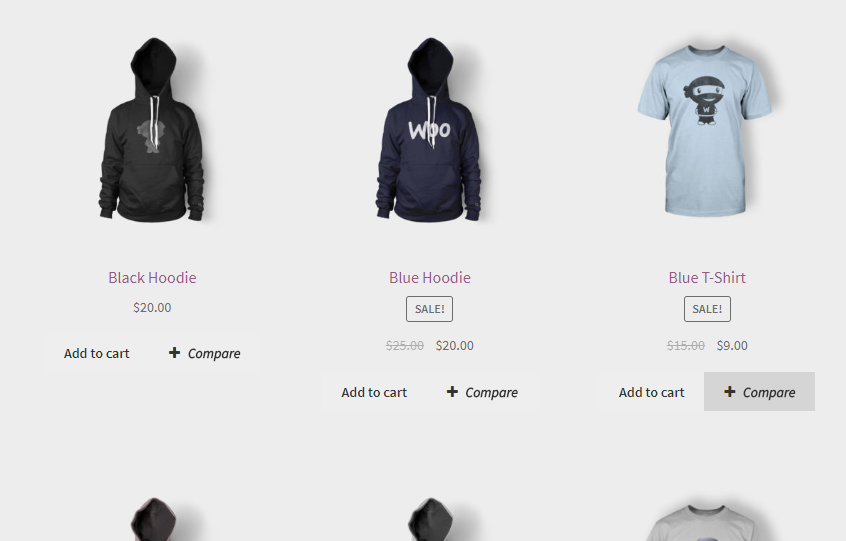 Woo
W
Black Hoodie
$20.00
Add to cart
Compare
Blue Hoodie
SALE!
$25.00 $20.00
Add to cart
Compare
Blue T-Shirt
SALE!
$15.00 $9.00
Add to cart
Compare